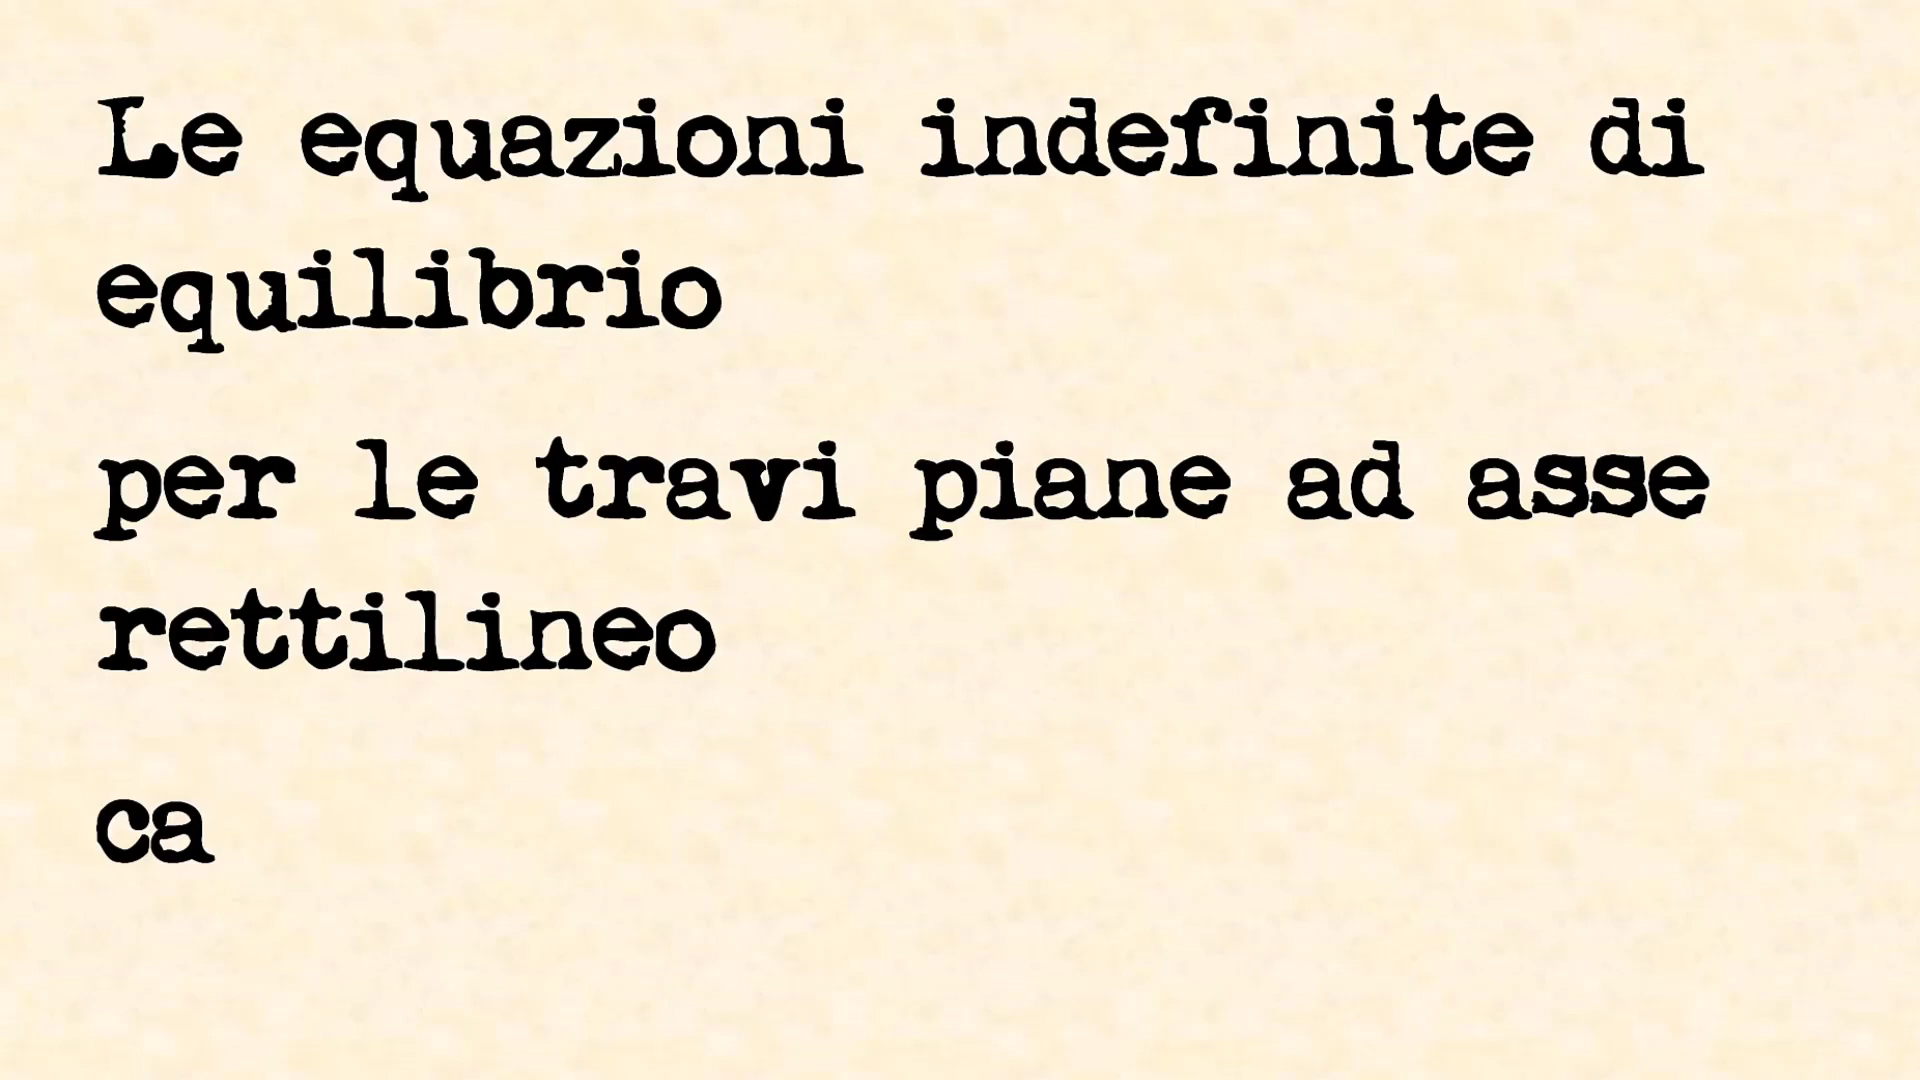 Le equazioni indefinite di
equilibrio
per le travi piane ad asse
rettilineo
ca